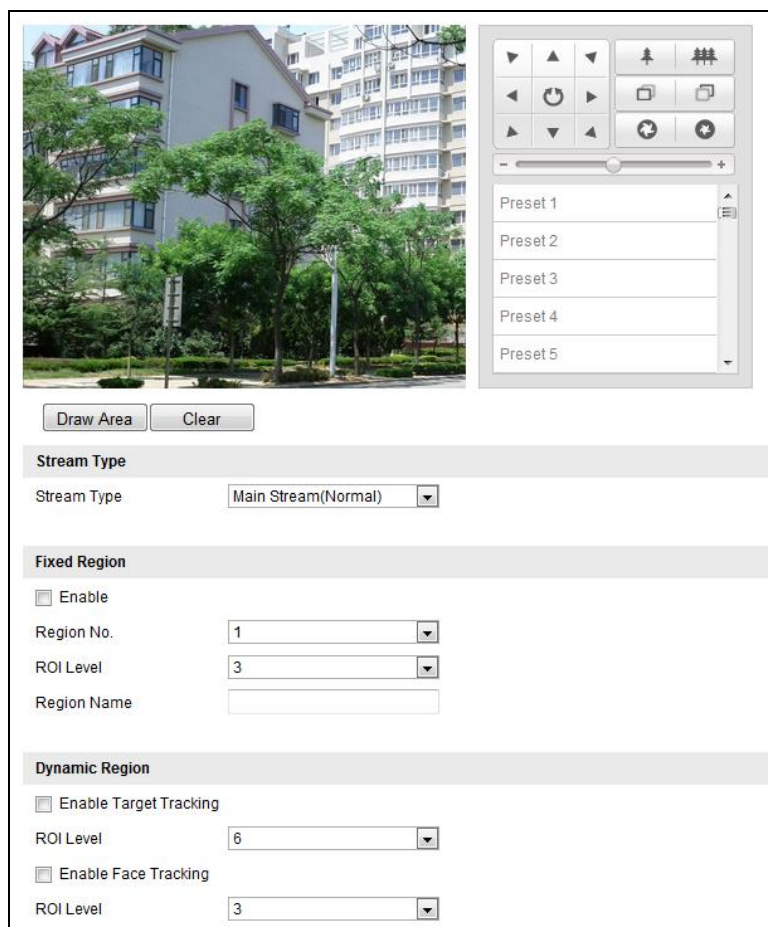 Preset 1
Preset 2
Preset 3
Preset 4
Preset 5
Draw Area Clear
Stream Type
Stream Type Main Stream(Normal)
Fixed Region
Enable
Region No. 1
ROI Level 3
Region Name
Dynamic Region
Enable Target Tracking
ROI Level 6
Enable Face Tracking
ROI Level 3